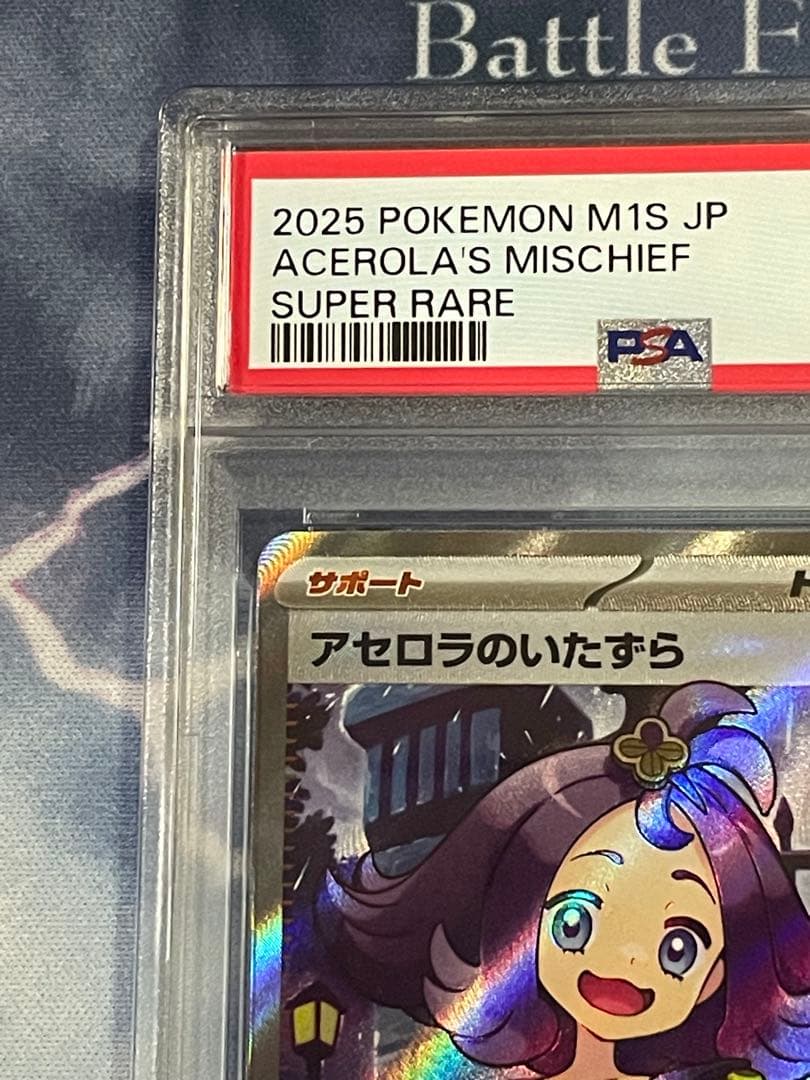 Battle F
2025 POKEMON M1S JP
ACEROLA'S MISCHIEF
SUPER RARE
PSA
サポート
ト
アセロラのいたずら